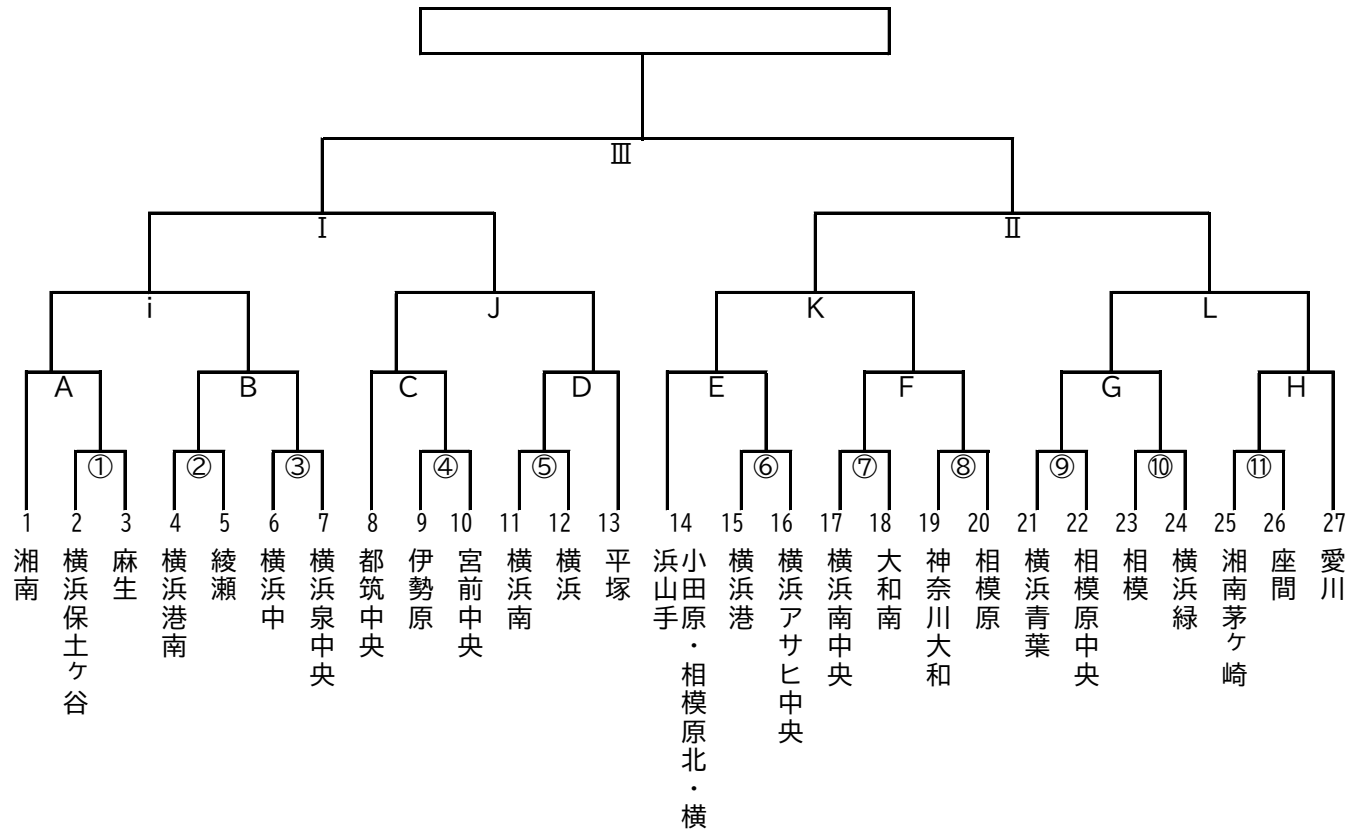 Ⅲ
Ⅰ
Ⅱ
i
J
K
L
A
B
C
D
E
F
G
H
①
②
③
④
⑤
⑥
⑦
⑧
⑨
⑩
⑪
1
2
3
4
5
6
7
8
9
10
11
12
13
14
15
16
17
18
19
20
21
22
23
24
25
26
27
湘南
横浜保土ヶ谷
麻生
横浜港南
綾瀬
横浜中
横浜泉中央
都筑中央
伊勢原
宮前中央
横浜南
横浜
平塚
小田原・相模原北・横
浜山手
横浜港
横浜アサヒ中央
横浜南中央
大和南
神奈川大和
相模原
横浜青葉
相模原中央
相模
横浜緑
湘南茅ヶ崎
座間
愛川